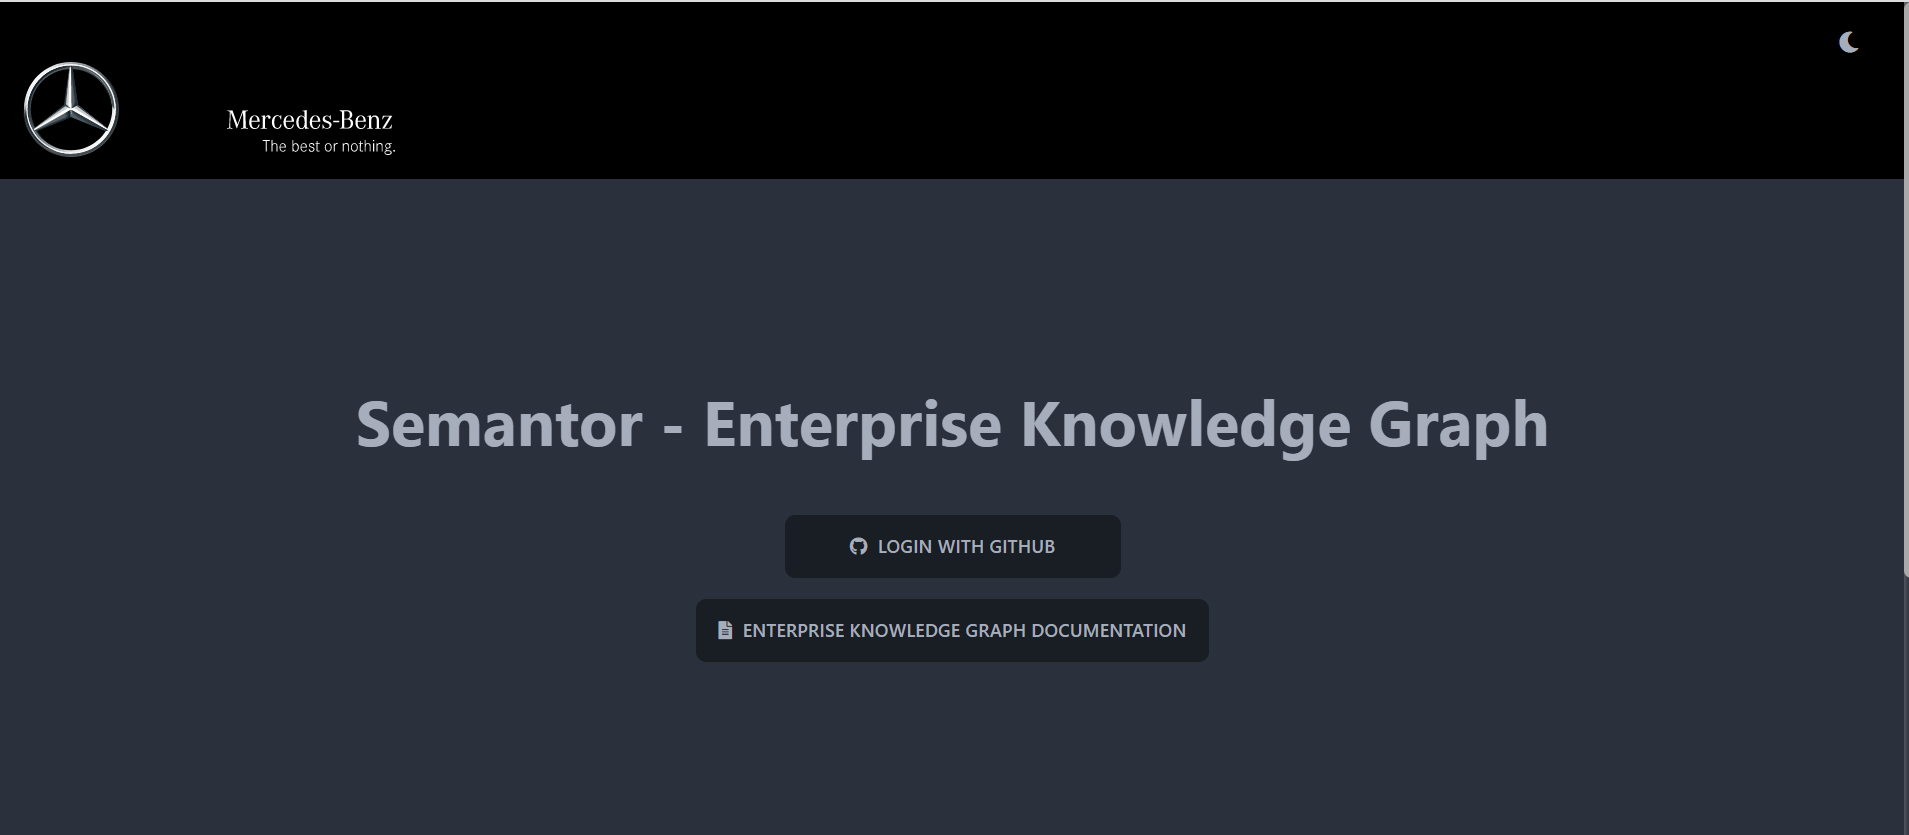 Mercedes-Benz
The best or nothing.
Semantor - Enterprise Knowledge Graph
LOGIN WITH GITHUB
ENTERPRISE KNOWLEDGE GRAPH DOCUMENTATION